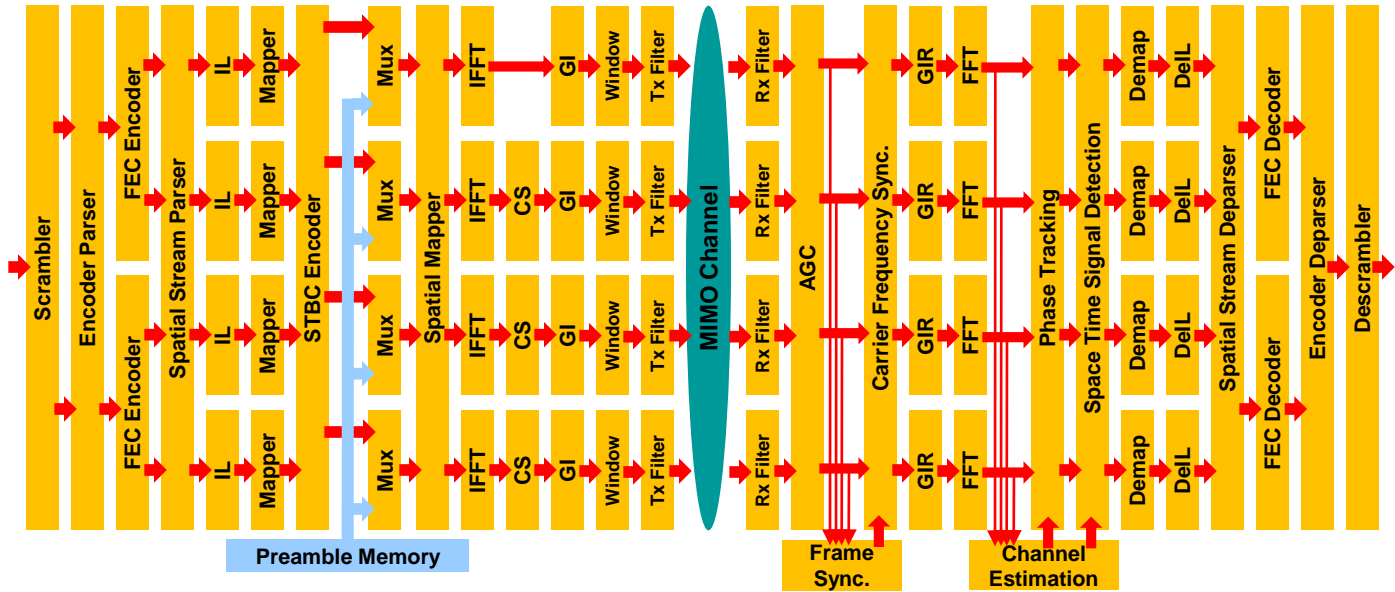 Scrambler
Encoder Parser
FEC Encoder
FEC Encoder
Spatial Stream Parser
IL
IL
IL
IL
Mapper
Mapper
Mapper
Mapper
STBC Encoder
Preamble Memory
Mux
Mux
Mux
Mux
Spatial Mapper
IFFT
IFFT
IFFT
IFFT
CS
CS
CS
GI
GI
GI
GI
Window
Window
Window
Window
Tx Filter
Tx Filter
Tx Filter
Tx Filter
MIMO Channel
Rx Filter
Rx Filter
Rx Filter
Rx Filter
AGC
Frame
Sync.
Carrier Frequency Sync.
GIR
GIR
GIR
GIR
FFT
FFT
FFT
FFT
Channel
Estimation
Phase Tracking
Space Time Signal Detection
Demap
Demap
Demap
Demap
DeIL
DeIL
DeIL
DeIL
Spatial Stream Deparser
FEC Decoder
FEC Decoder
Encoder Deparser
Descrambler